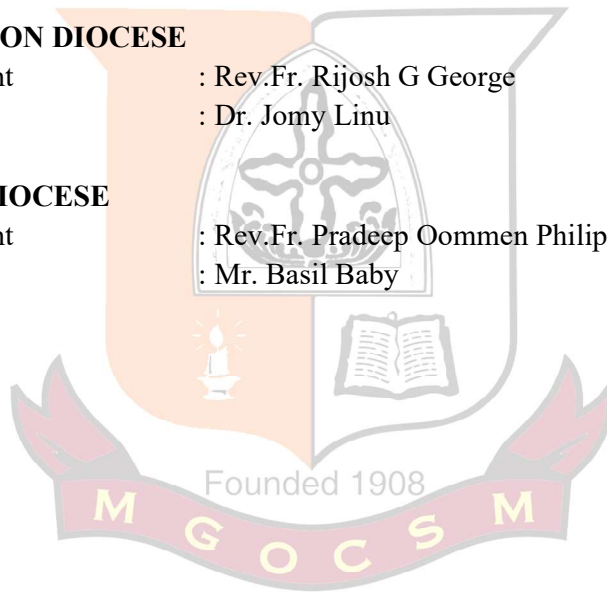 ON DIOCESE
nt : Rev.Fr. Rijosh G George
: Dr. Jomy Linu
IOCESE
nt : Rev.Fr. Pradeep Oommen Philip
: Mr. Basil Baby
Founded 1908
M G O C S M